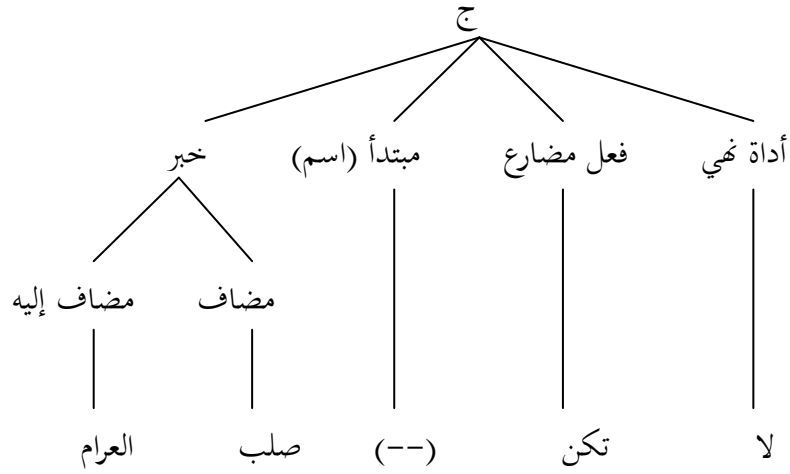 ج
أداة نهي فعل مضارع مبتدأ (اسم) خبر
مضاف مضاف إليه
لا تكن (--) صلب العرام